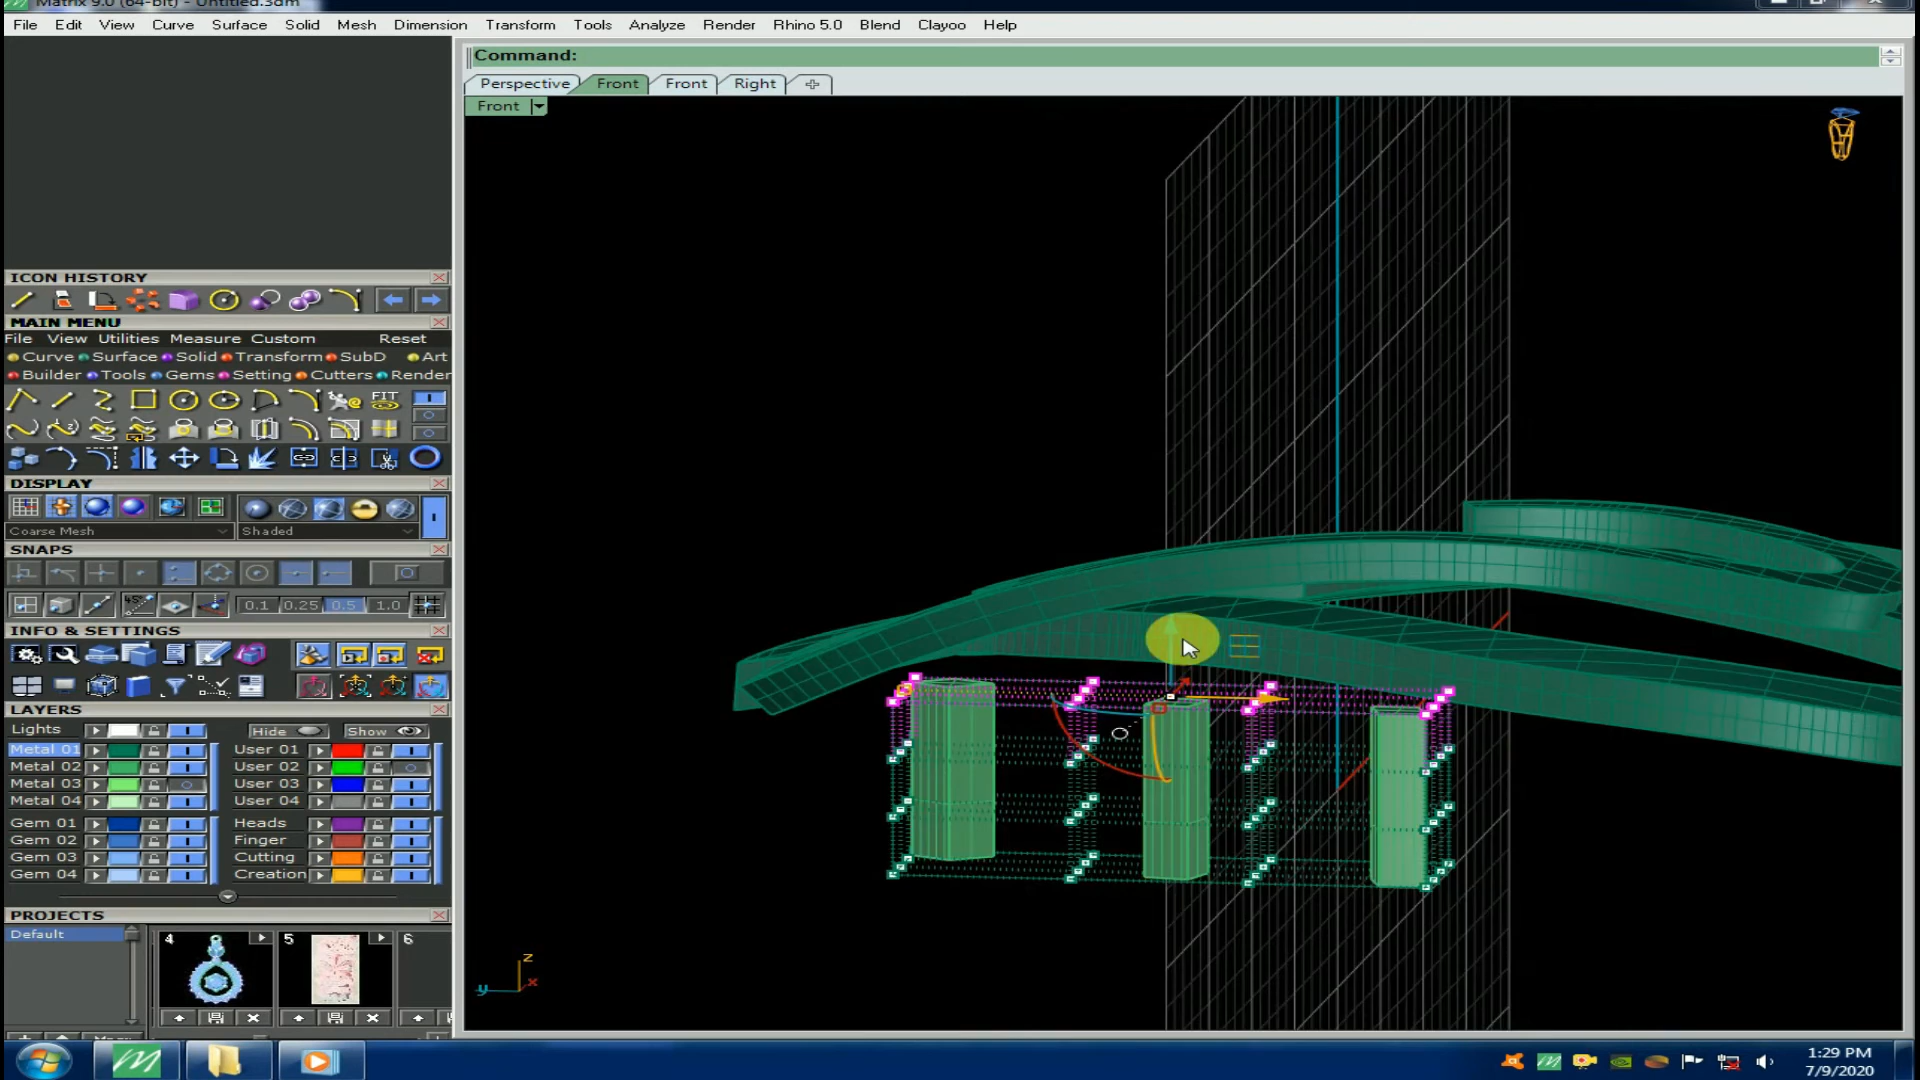 Matrix 9.0 (64-bit) - Untitled.3dm
File Edit View Curve Surface Solid Mesh Dimension Transform Tools Analyze Render Rhino 5.0 Blend Clayoo Help
Command:
Perspective Front Front Right
Front
ICON HISTORY
MAIN MENU
File View Utilities Measure Custom Reset
Curve Surface Solid Transform SubD Art
Builder Tools Gems Setting Cutters Render
FIT
DISPLAY
Coarse Mesh Shaded
SNAPS
0.1 0.25 0.5 1.0
INFO & SETTINGS
LAYERS
Lights Hide Show
Metal 01 User 01
Metal 02 User 02
Metal 03 User 03
Metal 04 User 04
Gem 01 Heads
Gem 02 Finger
Gem 03 Cutting
Gem 04 Creation
PROJECTS
Default 4 5 6
z
y x
1:29 PM
7/9/2020